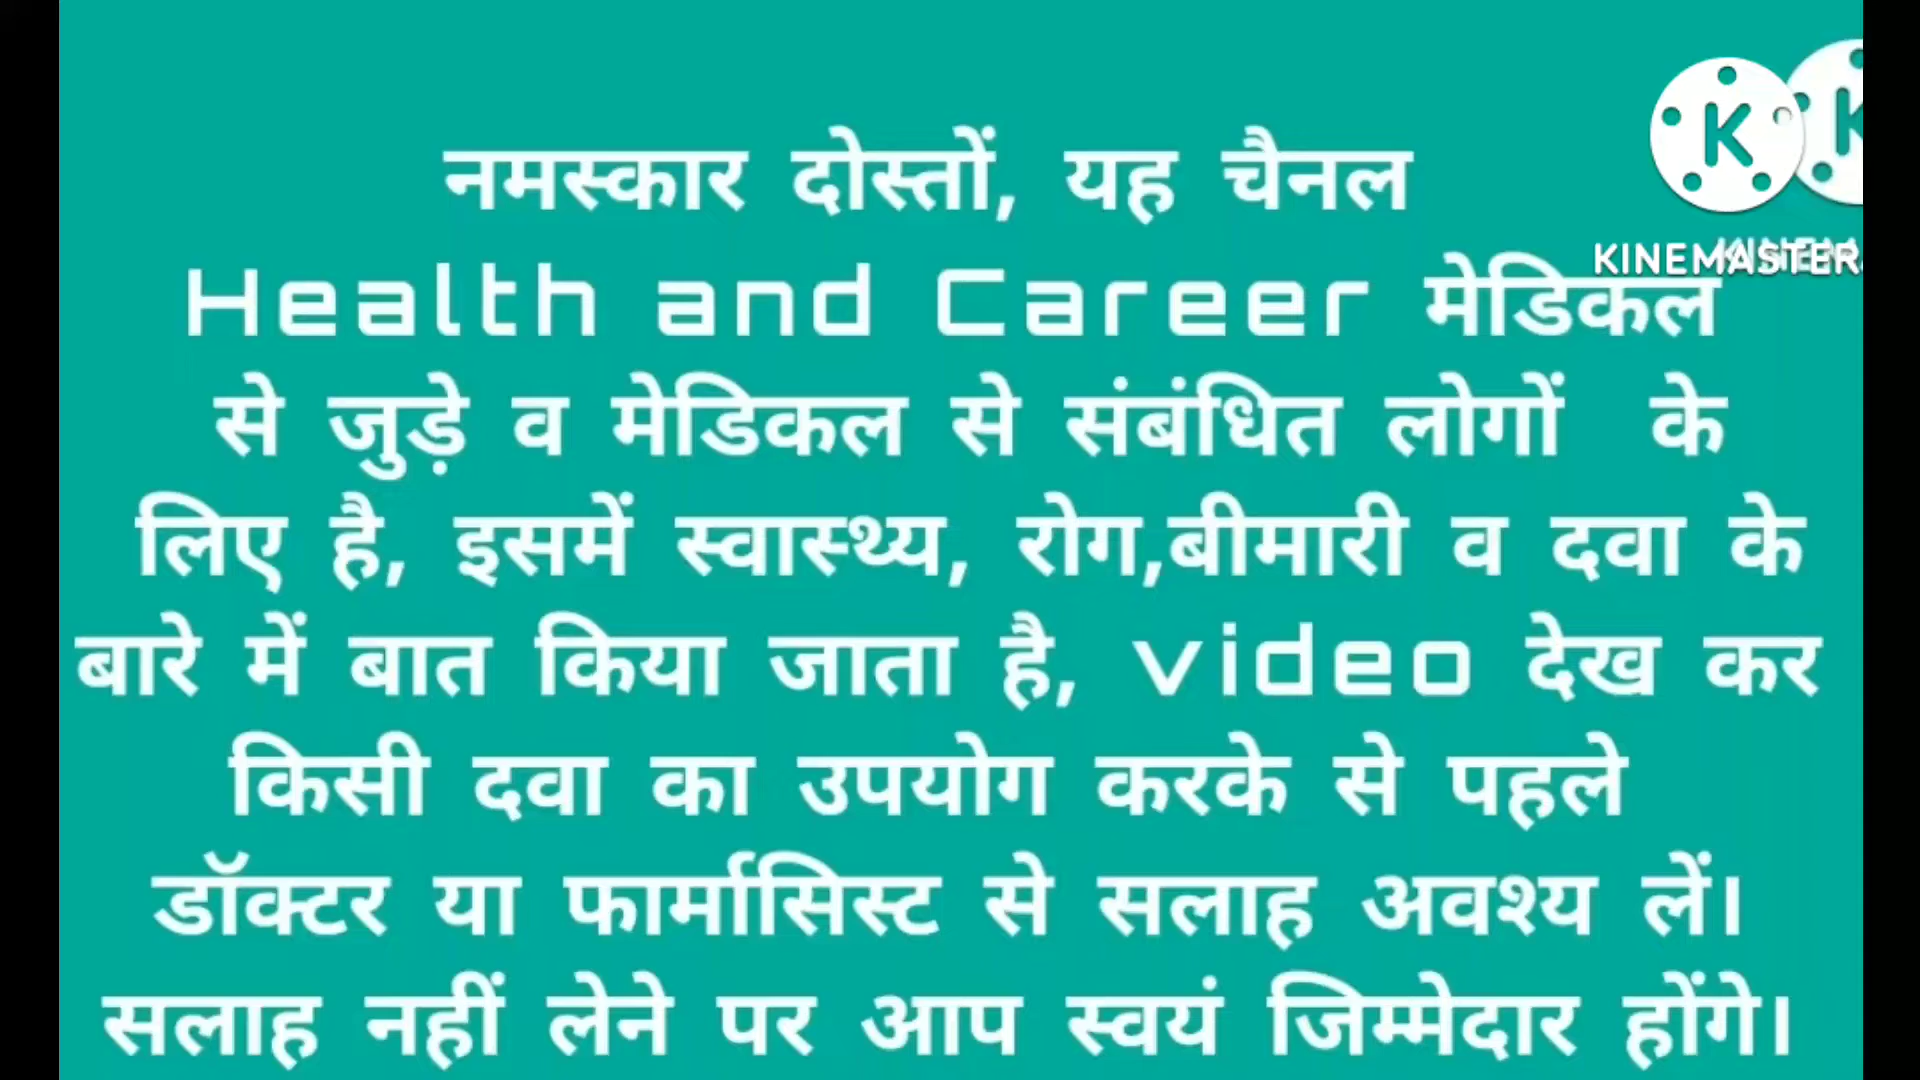 नमस्कार दोस्तों, यह चैनल
Health and Career मेडिकल
से जुड़े व मेडिकल से संबंधित लोगों के
लिए है, इसमें स्वास्थ्य, रोग,बीमारी व दवा के
बारे में बात किया जाता है, video देख कर
किसी दवा का उपयोग करके से पहले
डॉक्टर या फार्मासिस्ट से सलाह अवश्य लें।
सलाह नहीं लेने पर आप स्वयं जिम्मेदार होंगे।
K
KINEMASTER